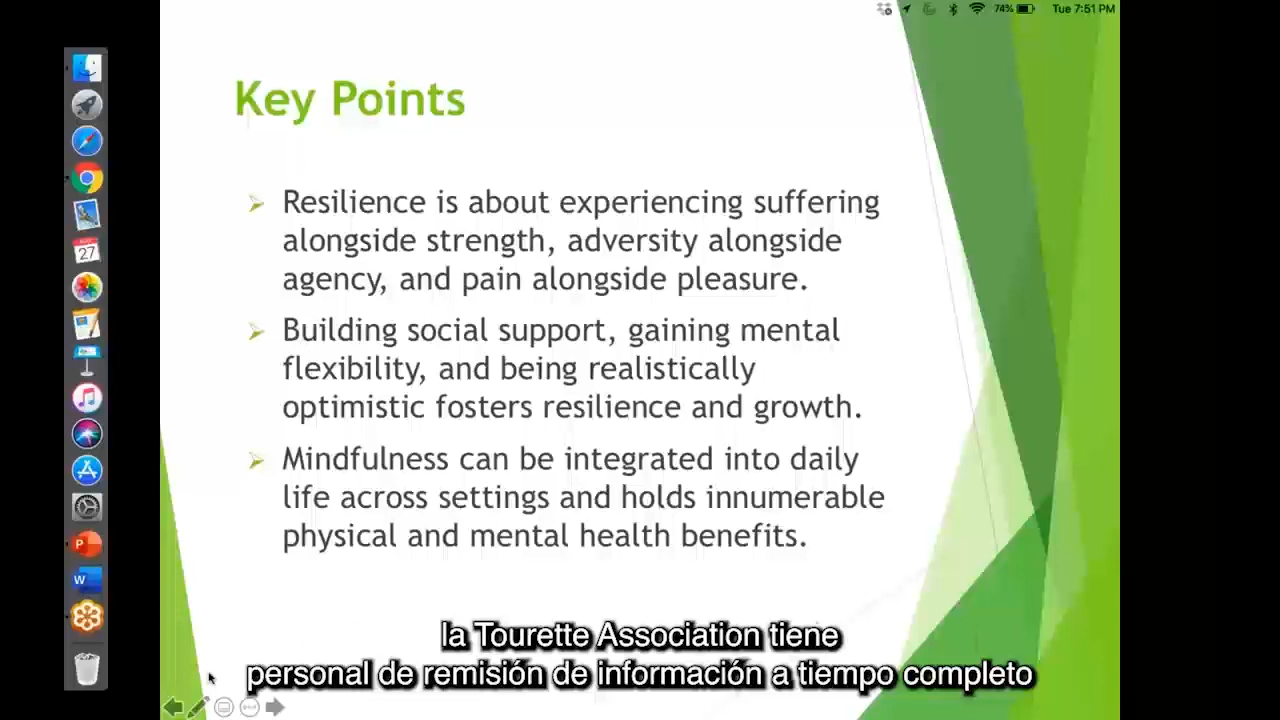 74%
Tue 7:51 PM
Key Points
27
Resilience is about experiencing suffering
alongside strength, adversity alongside
agency, and pain alongside pleasure.
Building social support, gaining mental
flexibility, and being realistically
optimistic fosters resilience and growth.
Mindfulness can be integrated into daily
life across settings and holds innumerable
physical and mental health benefits.
P
W
la Tourette Association tiene
personal de remisión de información a tiempo completo